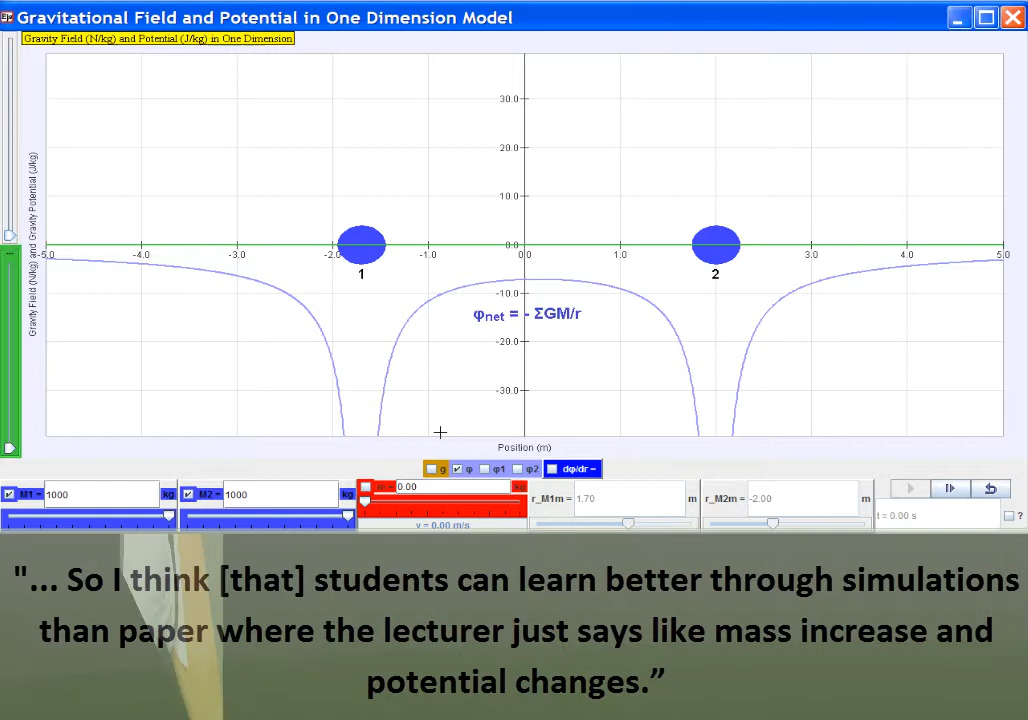 Gravitational Field and Potential in One Dimension Model
Gravity Field (N/kg) and Potential (J/kg) in One Dimension
Gravity Field (N/kg) and Gravity Potential (J/kg)
30.0
20.0
10.0
0.0
-10.0
-20.0
-30.0
-5.0 -4.0 -3.0 -2.0 -1.0 0.0 1.0 2.0 3.0 4.0 5.0
1 2
φnet = - ΣGM/r
Position (m)
g φ φ1 φ2 dφ/dr -
M1 = 1000 kg M2 = 1000 kg m = 0.00 kg r_M1m = 1.70 m r_M2m = -2.00 m
v = 0.00 m/s t = 0.00 s ?
"... So I think [that] students can learn better through simulations
than paper where the lecturer just says like mass increase and
potential changes.”